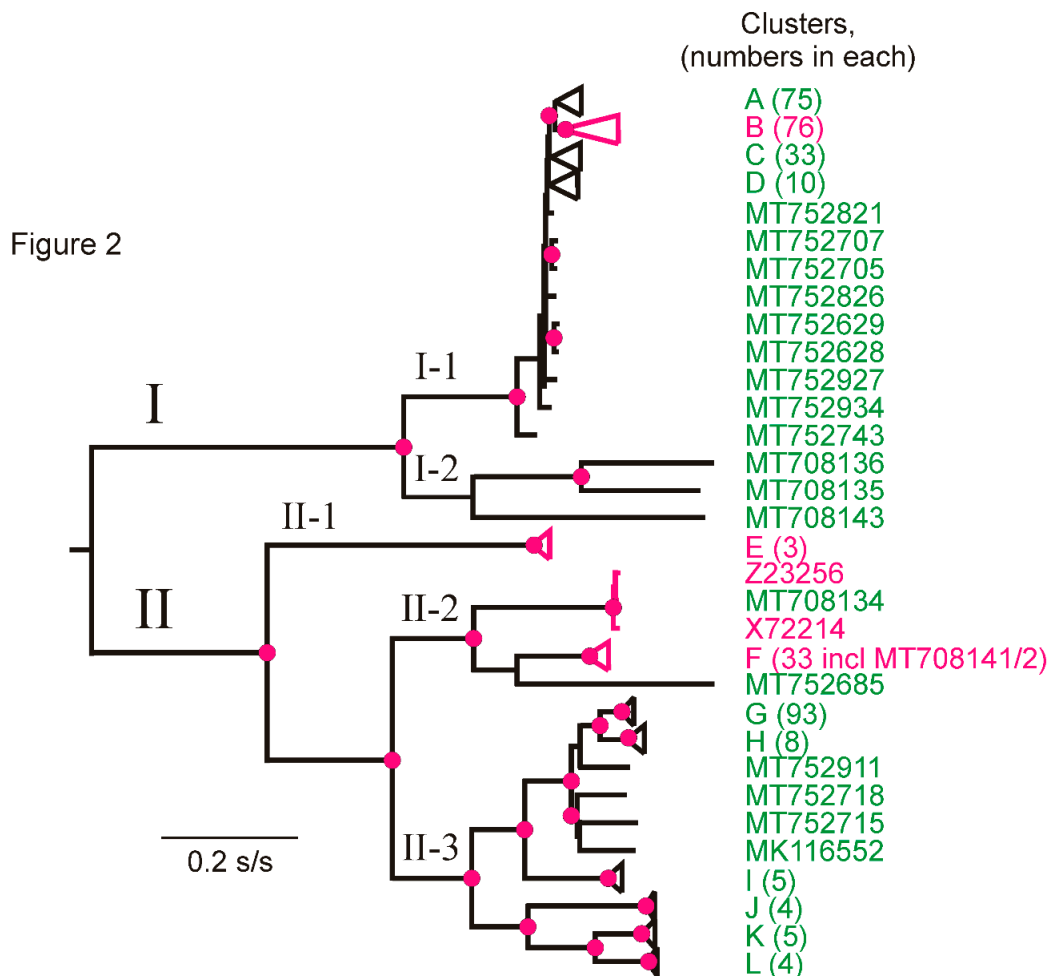 Clusters,
(numbers in each)
A (75)
B (76)
C (33)
D (10)
MT752821
Figure 2
MT752707
MT752705
MT752826
MT752629
MT752628
I-1
MT752927
I
MT752934
MT752743
I-2
MT708136
MT708135
II-1
MT708143
E (3)
Z23256
II
II-2
MT708134
X72214
F (33 incl MT708141/2)
MT752685
G (93)
H (8)
MT752911
MT752718
MT752715
II-3
MK116552
0.2 s/s
I (5)
J (4)
K (5)
L (4)